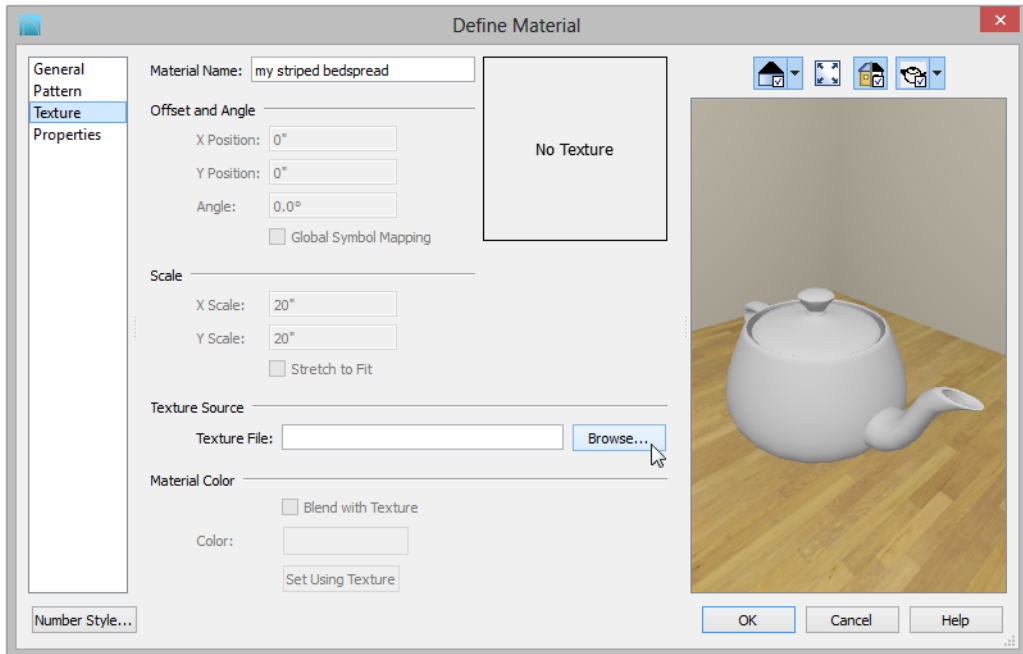 Define Material
General
Pattern
Texture
Properties
Material Name: my striped bedspread
Offset and Angle
X Position: 0"
Y Position: 0"
Angle: 0.0°
Global Symbol Mapping
No Texture
Scale
X Scale: 20"
Y Scale: 20"
Stretch to Fit
Texture Source
Texture File: Browse...
Material Color
Blend with Texture
Color:
Set Using Texture
Number Style... OK Cancel Help